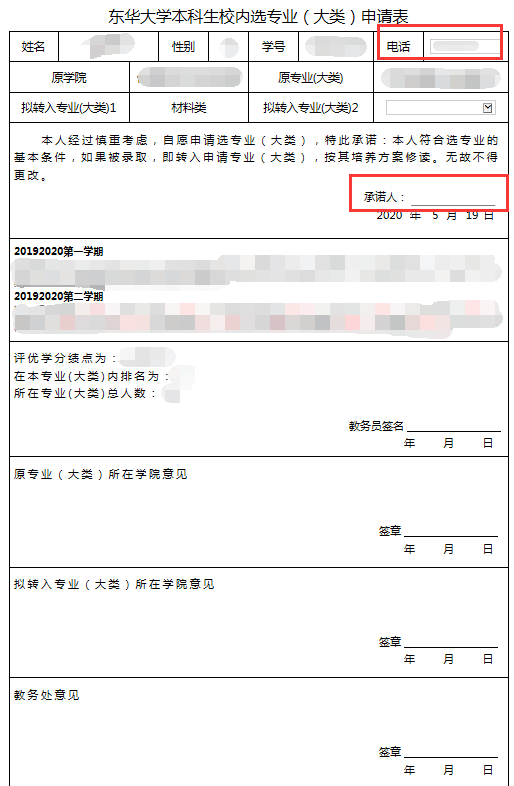 东华大学本科生校内选专业（大类）申请表
姓名 性别 学号 电话
原学院 原专业(大类)
拟转入专业(大类)1 材料类 拟转入专业(大类)2
本人经过慎重考虑，自愿申请选专业（大类），特此承诺：本人符合选专业的
基本条件，如果被录取，即转入申请专业（大类），按其培养方案修读。无故不得
更改。
承诺人：
2020 年 5 月 19 日
20192020第一学期
20192020第二学期
评优学分绩点为：
在本专业(大类)内排名为：
所在专业(大类)总人数：
教务员签名
年 月 日
原专业（大类）所在学院意见
签章
年 月 日
拟转入专业（大类）所在学院意见
签章
年 月 日
教务处意见
签章
年 月 日